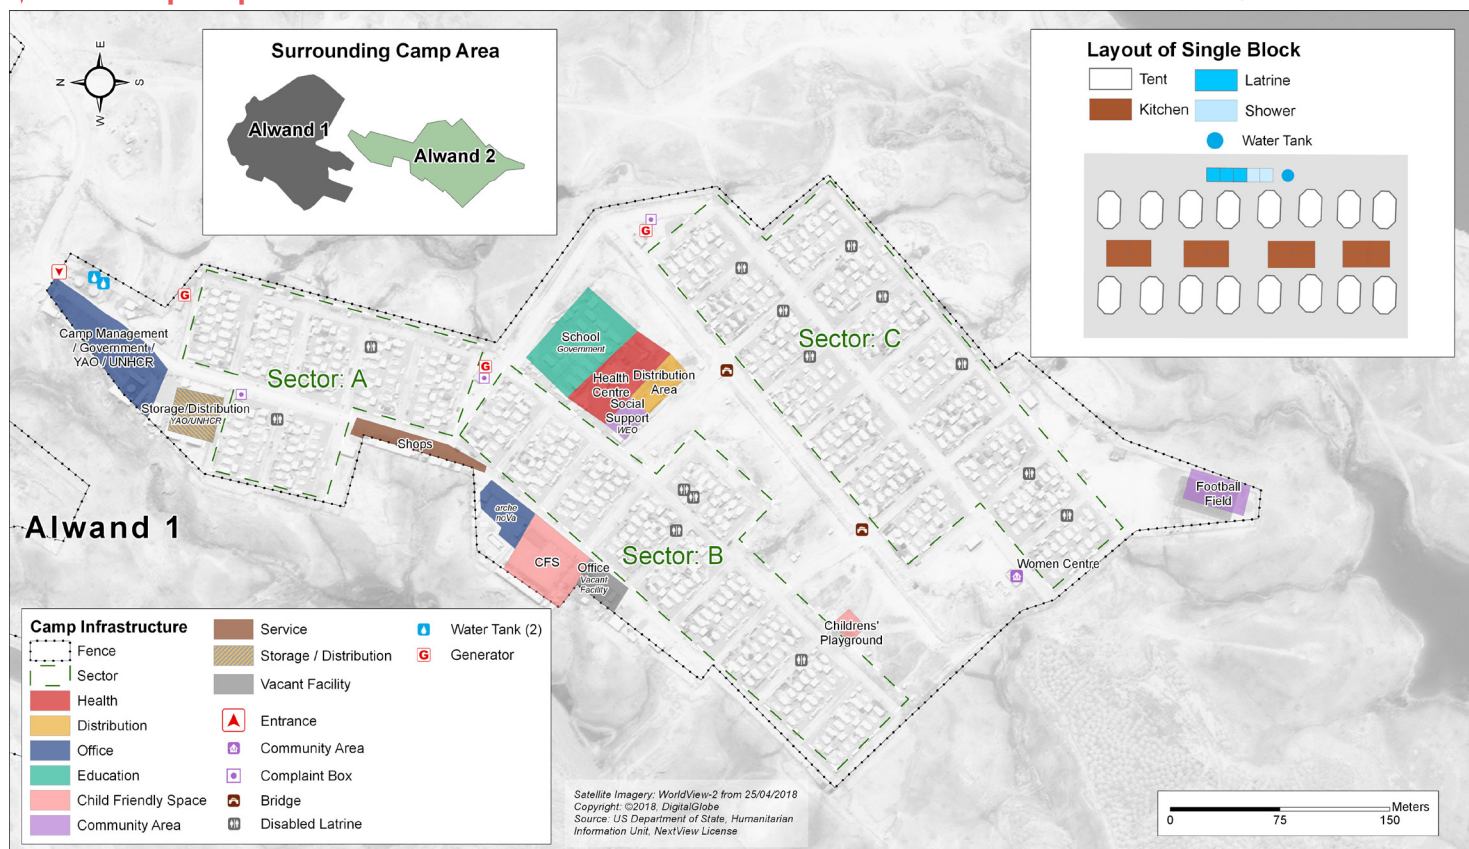 Surrounding Camp Area
Alwand 1
Alwand 2
E
N
S
W
Layout of Single Block
Tent
Latrine
Kitchen
Shower
Water Tank
Camp Management
/ Government /
YAO / UNHCR
Storage/Distribution
YAO/UNHCR
Sector: A
Shops
G
G
G
School
Government
Health
Centre
Distribution
Area
Social
Support
WEO
Sector: C
Sector: B
arche
noVa
CFS
Office
Vacant
Facility
Childrens'
Playground
Women Centre
Football
Field
Alwand 1
Camp Infrastructure
Fence
Sector
Health
Distribution
Office
Education
Child Friendly Space
Community Area
Service
Storage / Distribution
Vacant Facility
Entrance
Community Area
Complaint Box
Bridge
Disabled Latrine
Water Tank (2)
G Generator
Satellite Imagery: WorldView-2 from 25/04/2018
Copyright: ©2018, DigitalGlobe
Source: US Department of State, Humanitarian
Information Unit, NextView License
Meters
0 75 150